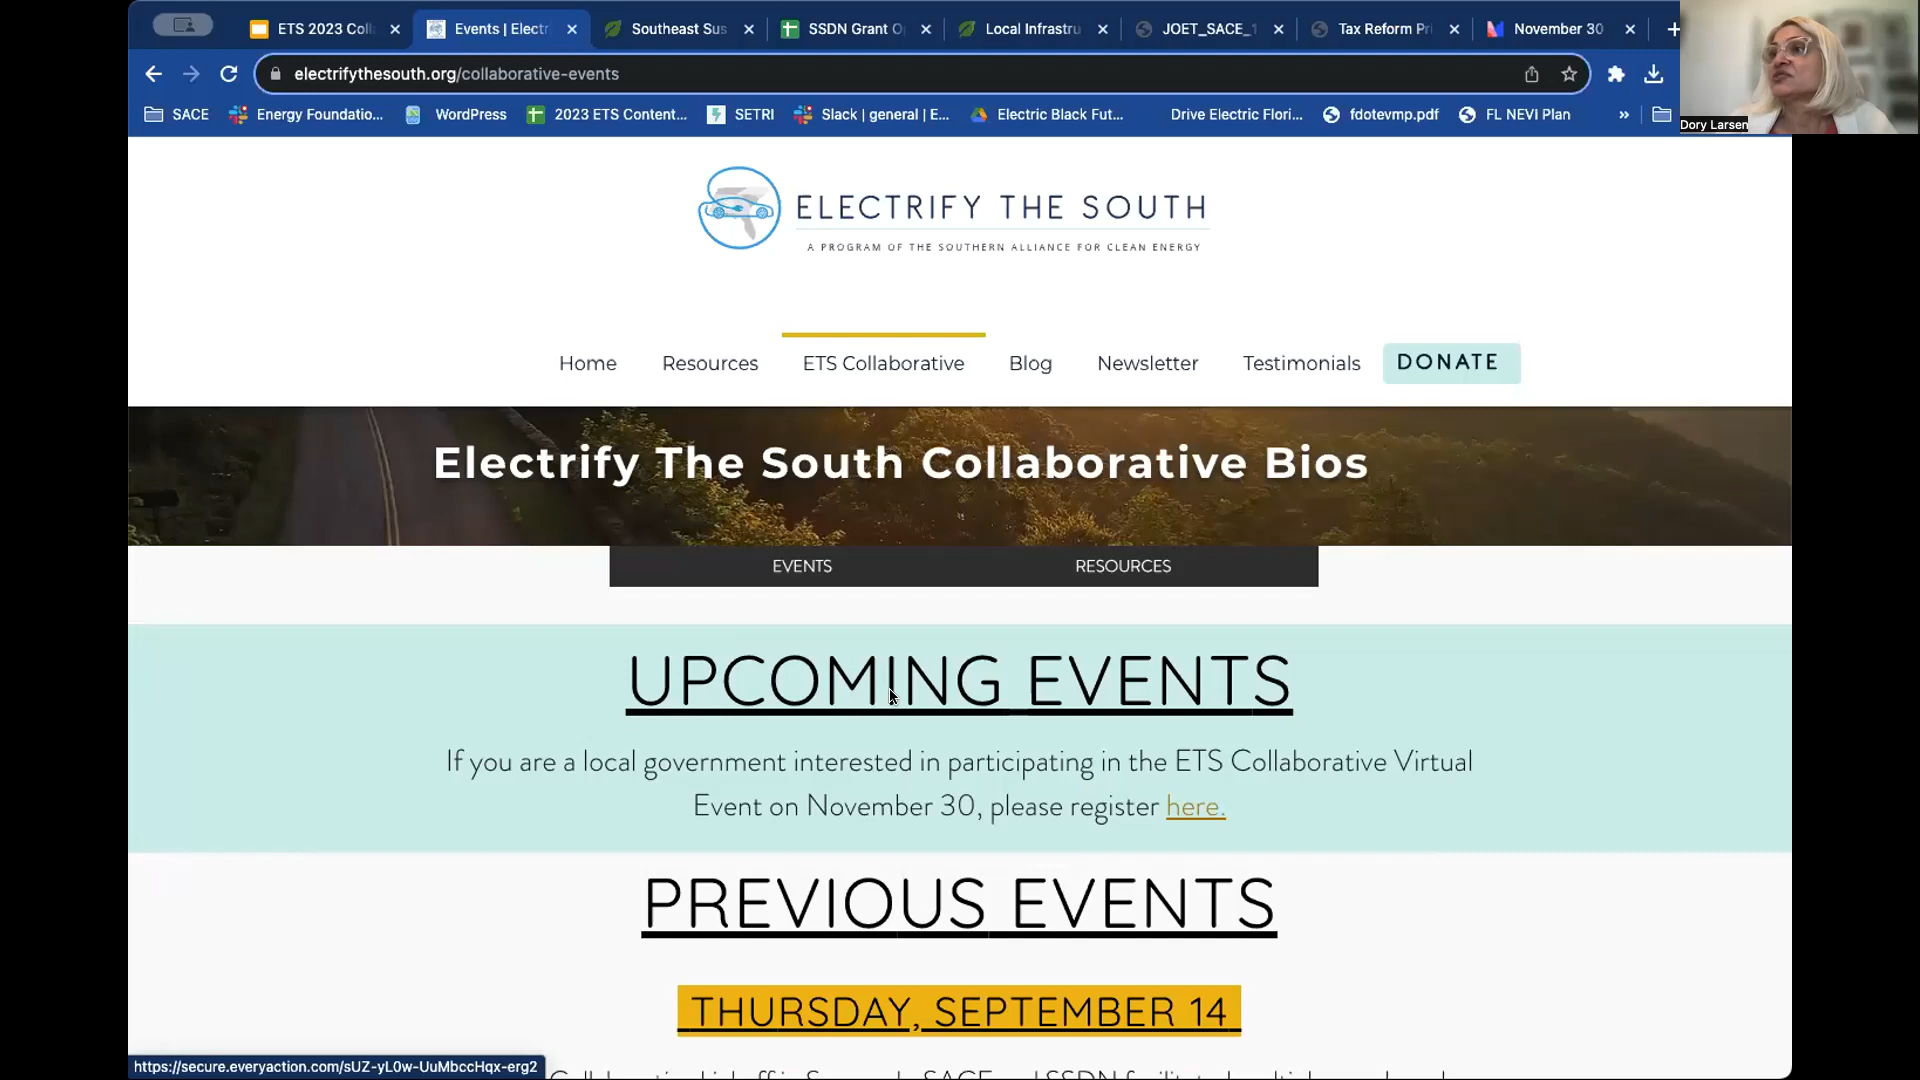 ETS 2023 Coll
Events | Electr
Southeast Sus
SSDN Grant O
Local Infrastru
JOET_SACE_1
Tax Reform Pri
November 30
electrifythesouth.org/collaborative-events
SACE
Energy Foundatio...
WordPress
2023 ETS Content...
SETRI
Slack | general | E...
Electric Black Fut...
Drive Electric Flori...
fdotevmp.pdf
FL NEVI Plan
Dory Larsen
ELECTRIFY THE SOUTH
A PROGRAM OF THE SOUTHERN ALLIANCE FOR CLEAN ENERGY
Home
Resources
ETS Collaborative
Blog
Newsletter
Testimonials
DONATE
Electrify The South Collaborative Bios
EVENTS
RESOURCES
UPCOMING EVENTS
If you are a local government interested in participating in the ETS Collaborative Virtual
Event on November 30, please register here.
PREVIOUS EVENTS
THURSDAY, SEPTEMBER 14
https://secure.everyaction.com/sUZ-yL0w-UuMbccHqx-erg2